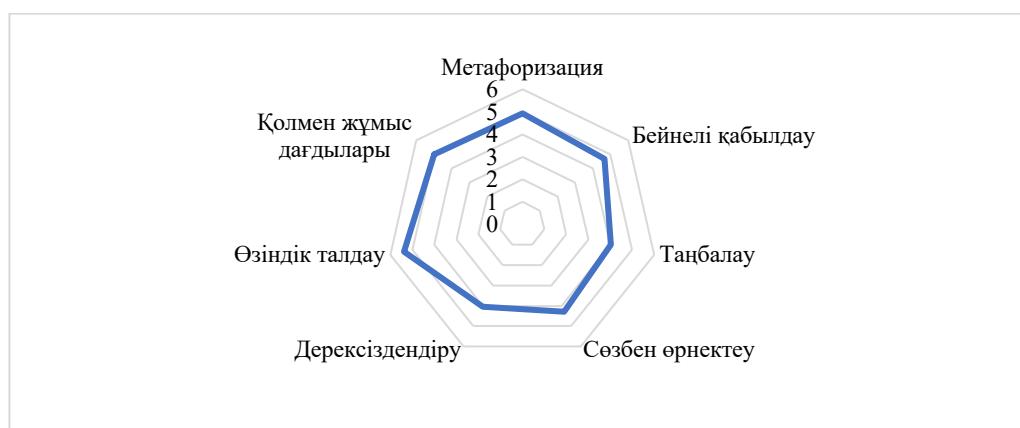 Метафоризация
6
5
4
3
2
1
0
Бейнелі қабылдау
Таңбалау
Сөзбен өрнектеу
Дерексіздендіру
Өзіндік талдау
Қолмен жұмыс
дағдылары